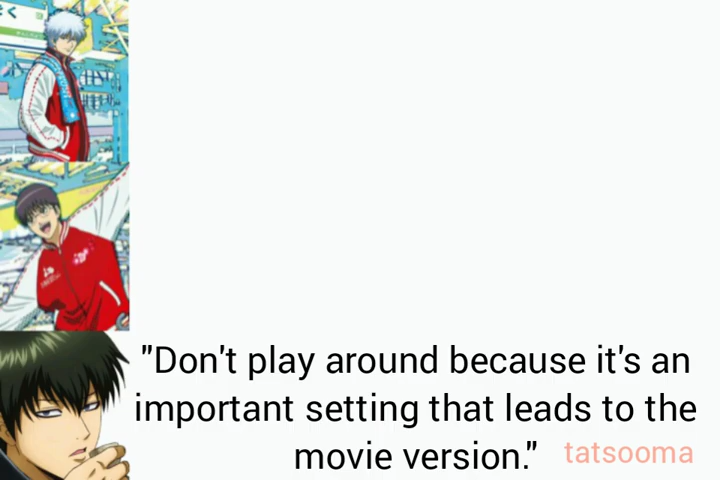 "Don't play around because it's an
important setting that leads to the
movie version."
tatsooma